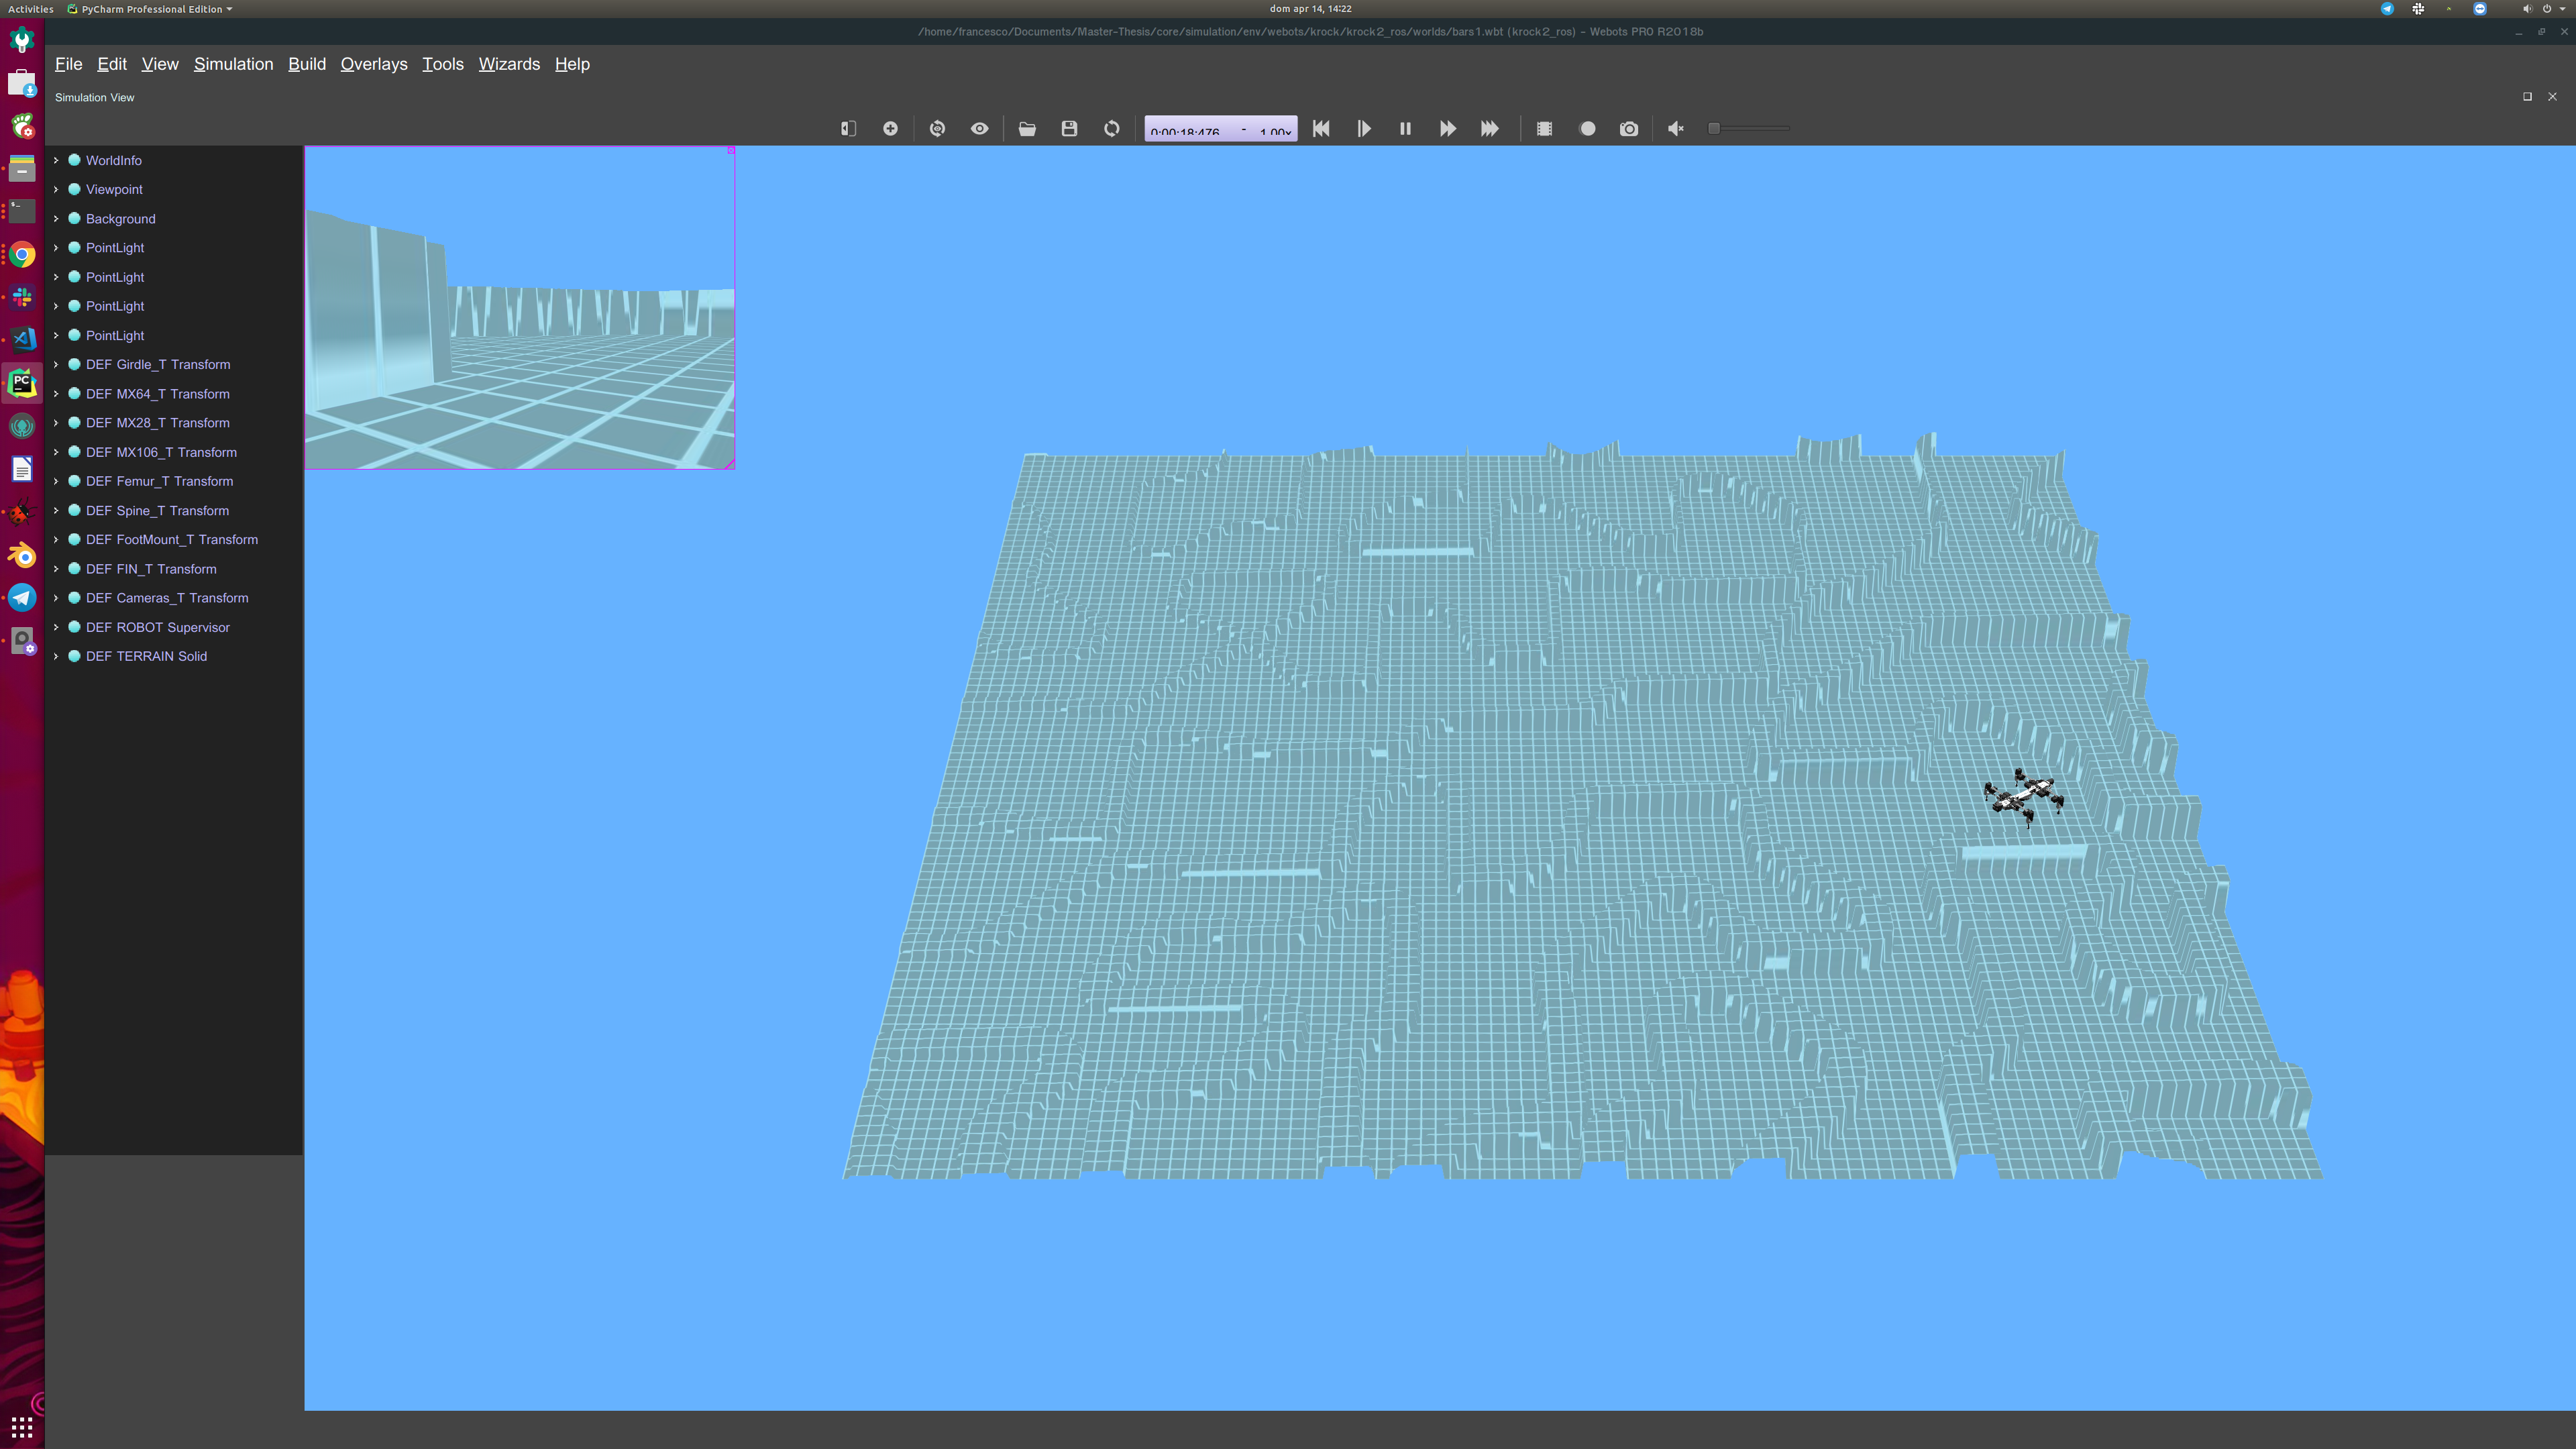 Activities PyCharm Professional Edition dom apr 14, 14:22
/home/francesco/Documents/Master-Thesis/core/simulation/env/webots/krock/krock2_ros/worlds/bars1.wbt (krock2_ros) - Webots PRO R2018b
File Edit View Simulation Build Overlays Tools Wizards Help
Simulation View
0:00:18:476 - 1.00x
WorldInfo
Viewpoint
Background
PointLight
PointLight
PointLight
PointLight
DEF Girdle_T Transform
DEF MX64_T Transform
DEF MX28_T Transform
DEF MX106_T Transform
DEF Femur_T Transform
DEF Spine_T Transform
DEF FootMount_T Transform
DEF FIN_T Transform
DEF Cameras_T Transform
DEF ROBOT Supervisor
DEF TERRAIN Solid
PC